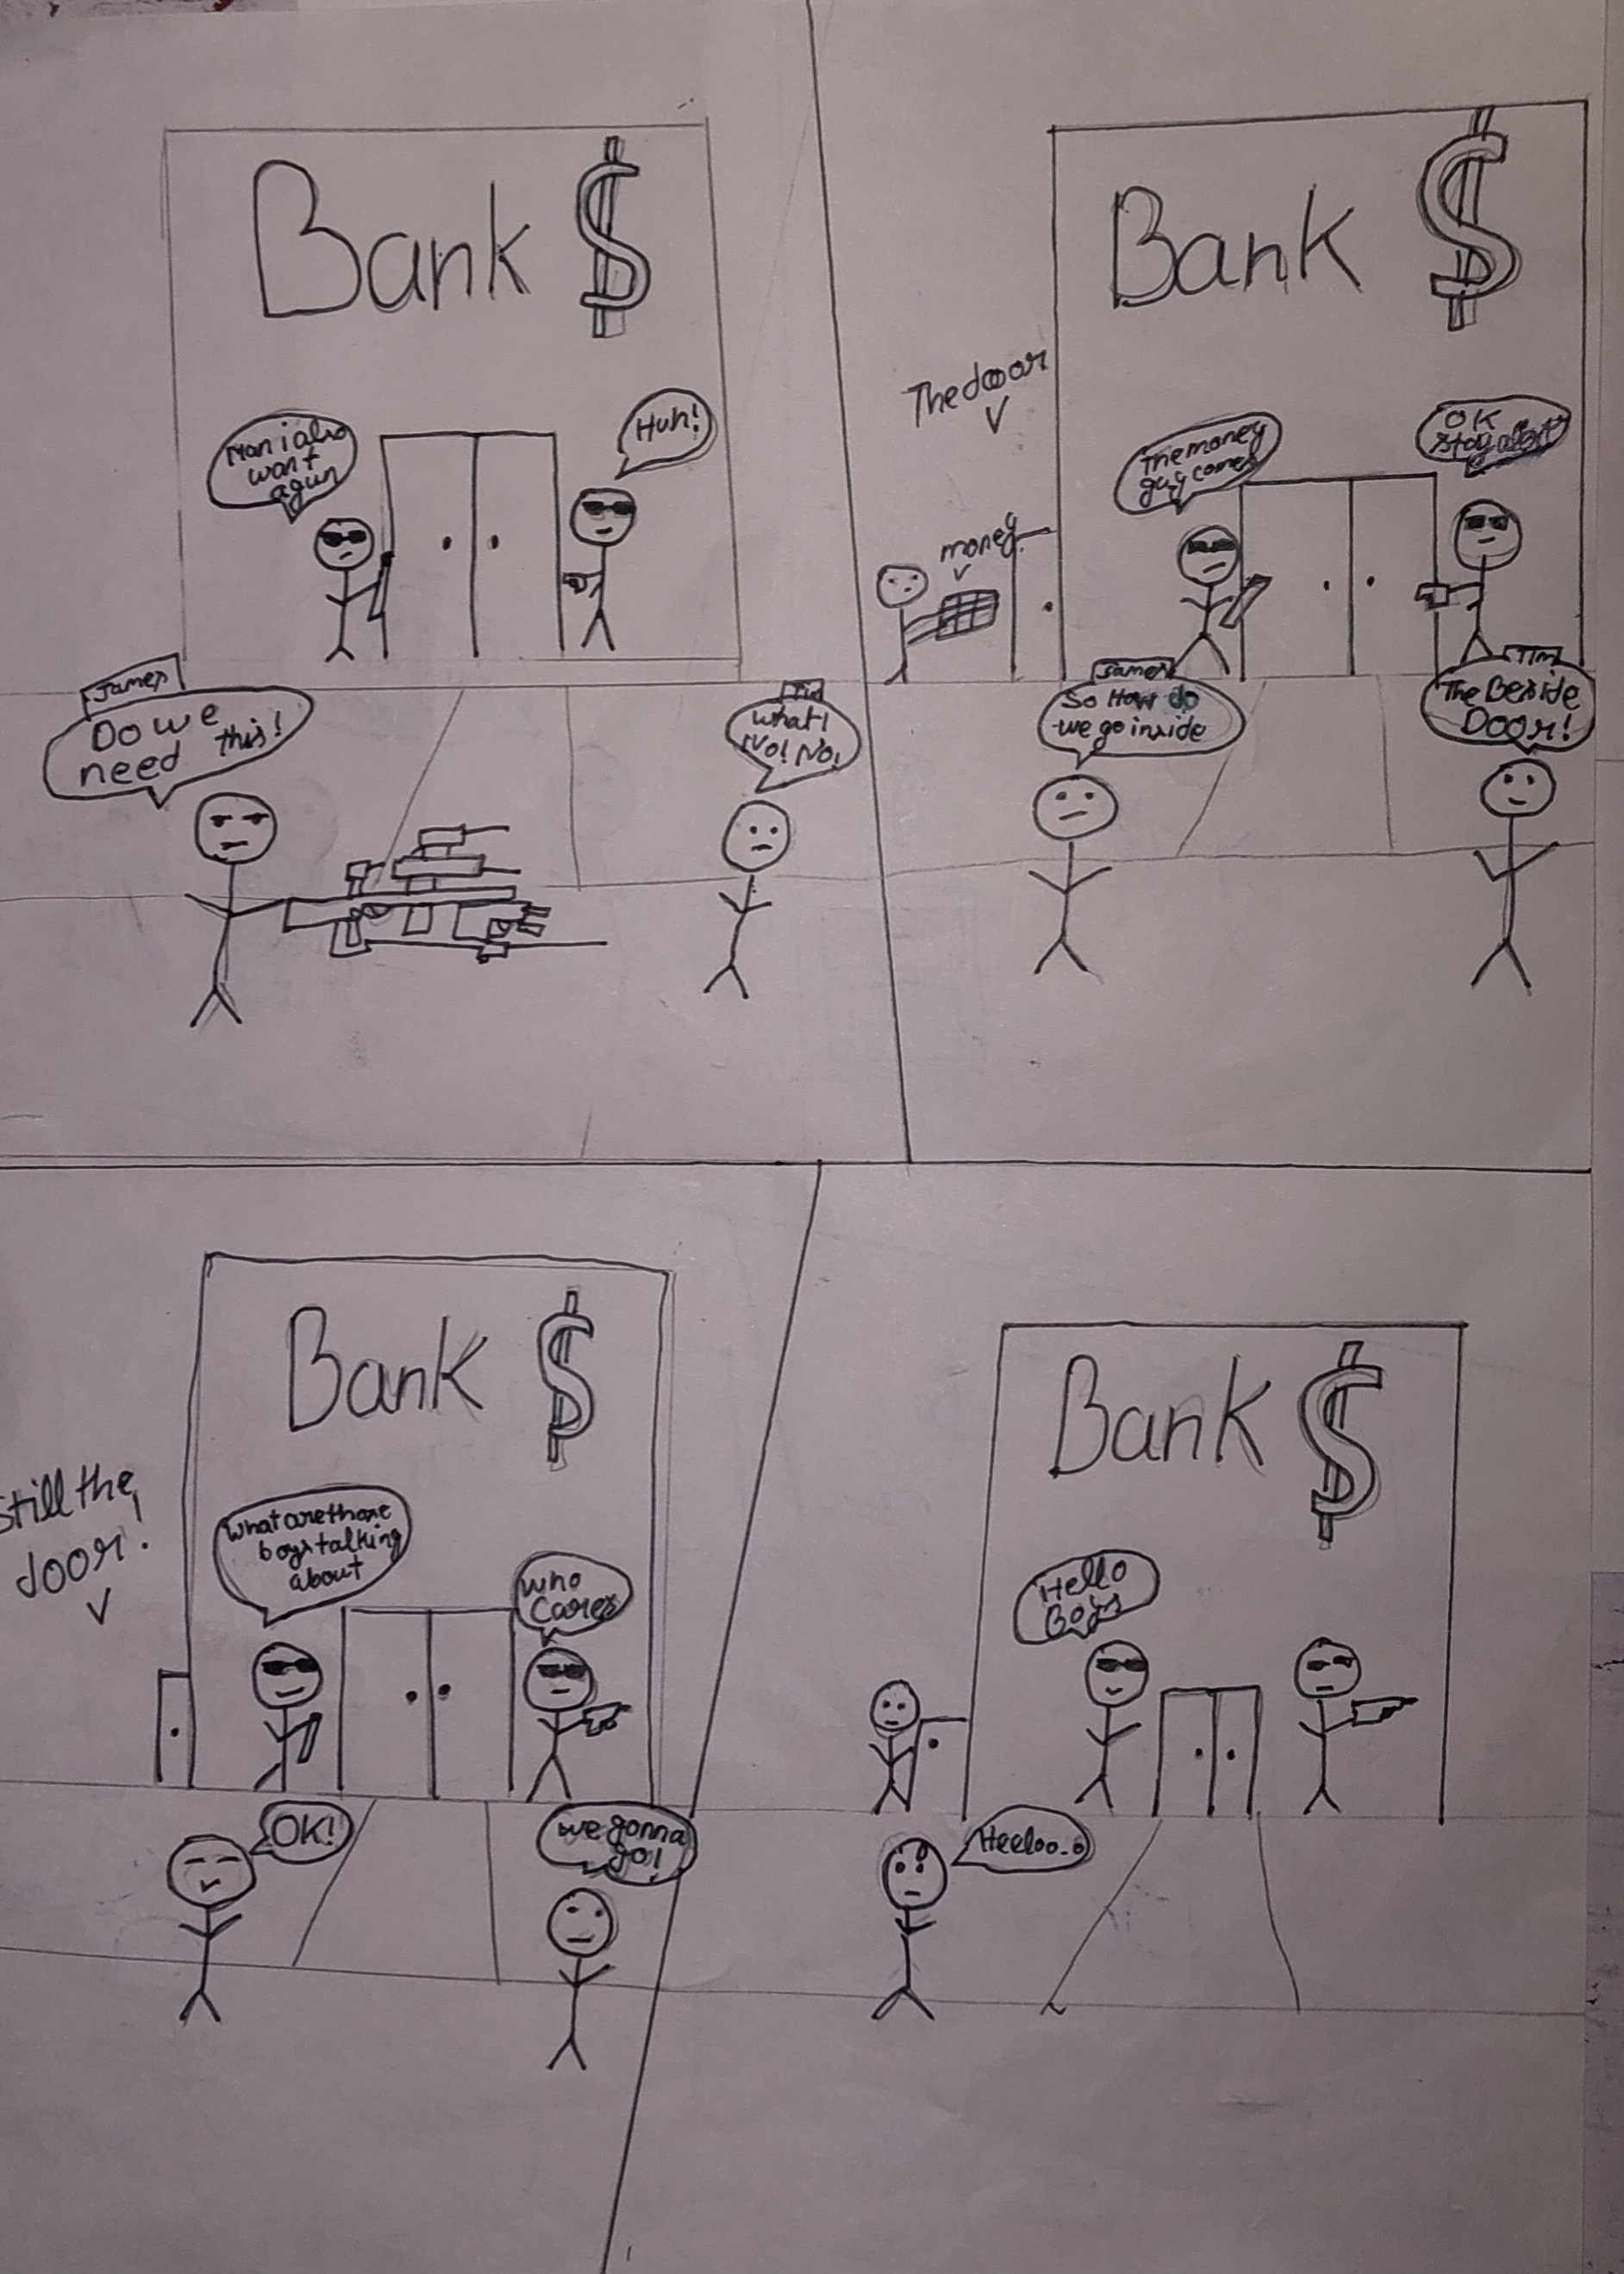 Bank $
Man i also
want
a gun
Huh!
James
Do we
need this!
Tim
What!
No! No!
Bank $
The dooor
money
The money
guy comes
OK
Stay alert
James
So How do
we go inside
Tim
The Beside
Door!
Bank $
Still the
door!
What are those
boys talking
about
Who
Cares
OK!
we gonna
go!
Bank $
Hello
Boys
Heeloo..o